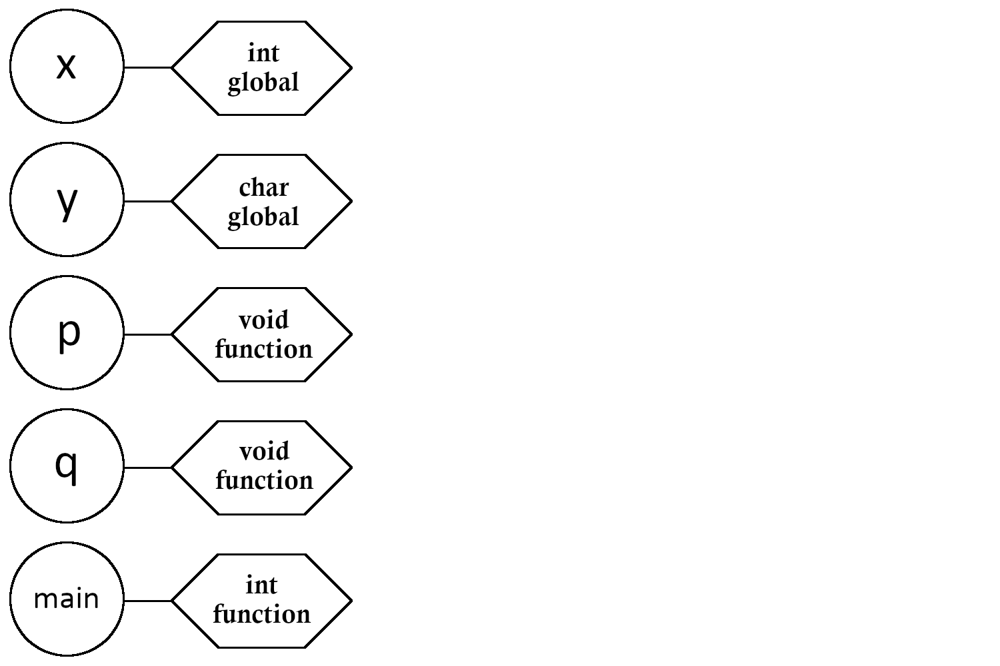 x
int
global
y
char
global
p
void
function
q
void
function
main
int
function